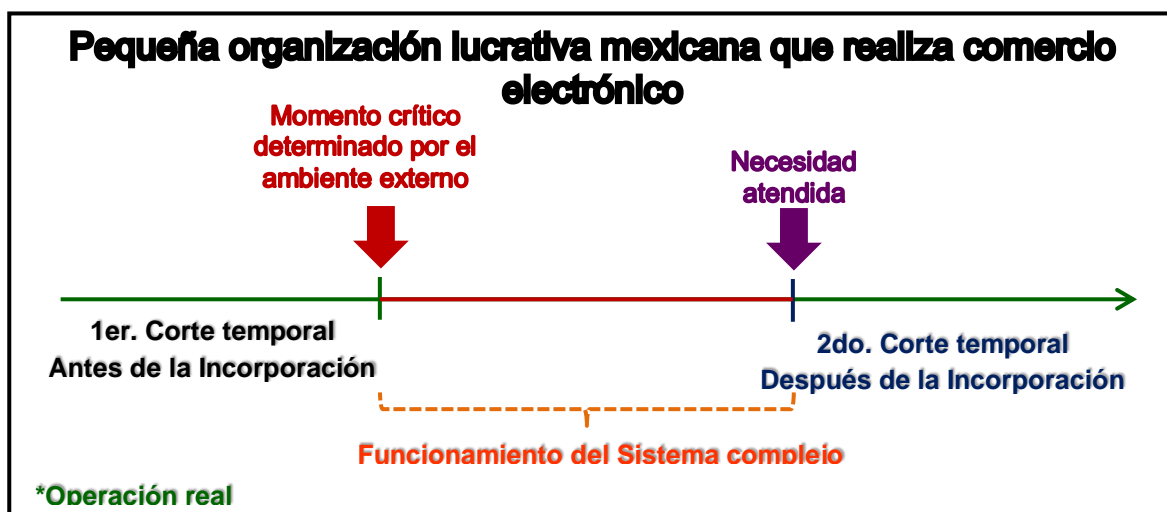 Pequeña organización lucrativa mexicana que realiza comercio
electrónico
Momento crítico
determinado por el
ambiente externo
Necesidad
atendida
1er. Corte temporal
Antes de la Incorporación
2do. Corte temporal
Después de la Incorporación
Funcionamiento del Sistema complejo
*Operación real